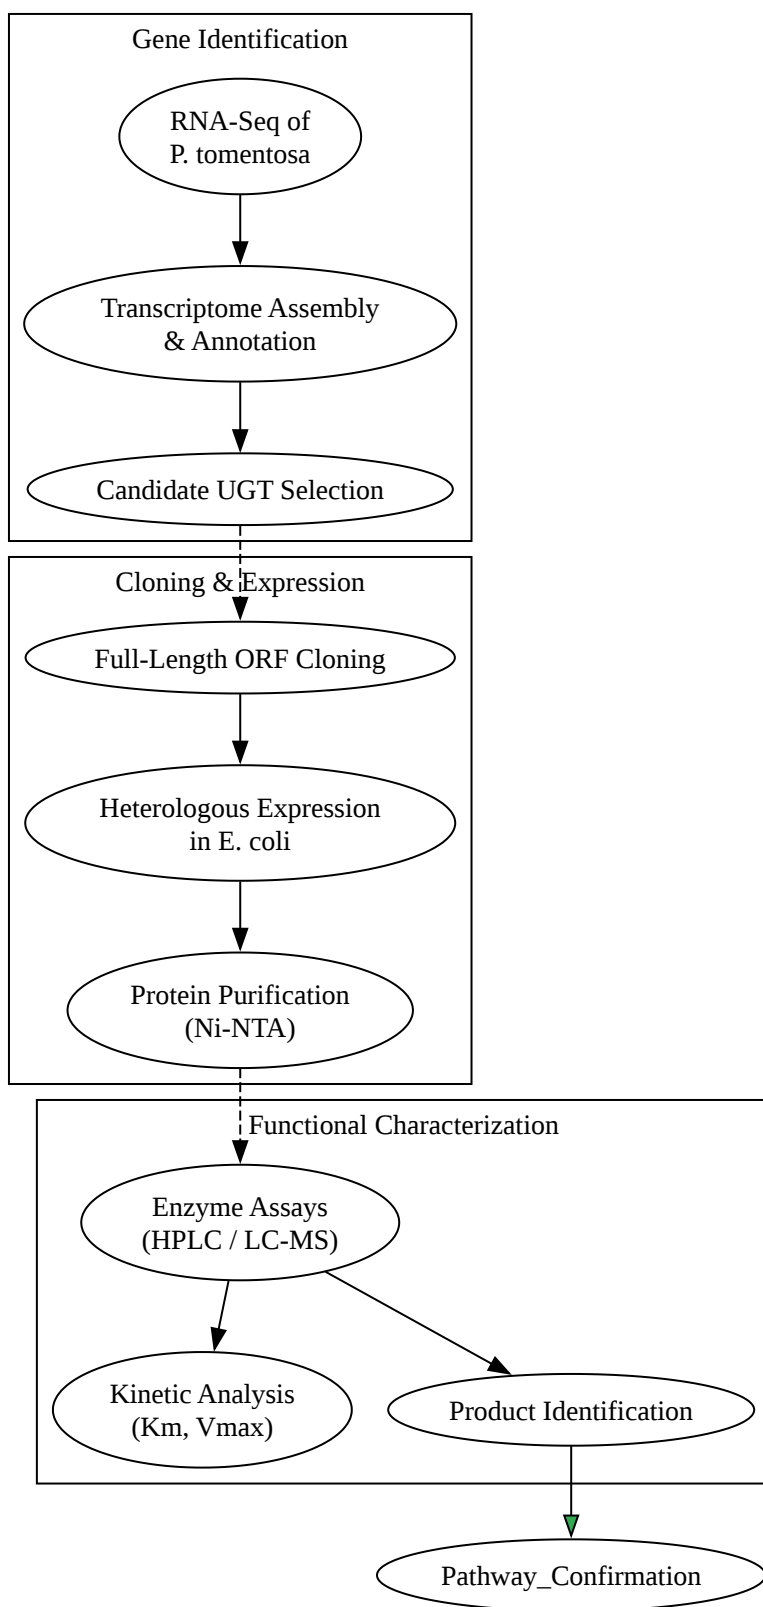 Gene Identification
RNA-Seq of
P. tomentosa
Transcriptome Assembly
& Annotation
Candidate UGT Selection
Cloning & Expression
Full-Length ORF Cloning
Heterologous Expression
in E. coli
Protein Purification
(Ni-NTA)
Functional Characterization
Enzyme Assays
(HPLC / LC-MS)
Kinetic Analysis
(Km, Vmax)
Product Identification
Pathway_Confirmation